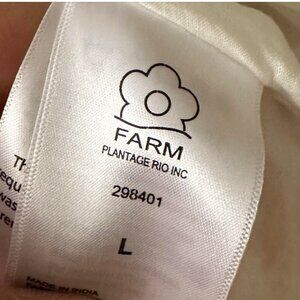 FARM
PLANTAGE RIO INC
298401
L
MADE IN INDIA